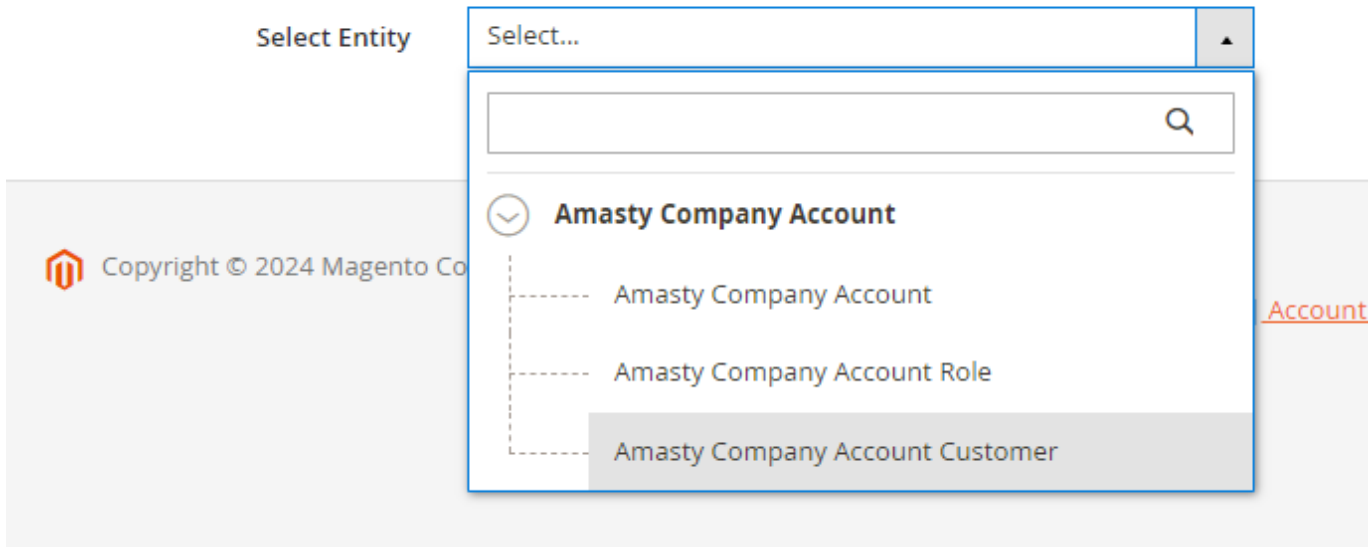 Select Entity
Select...
Amasty Company Account
Copyright © 2024 Magento Co
Amasty Company Account
Account
Amasty Company Account Role
Amasty Company Account Customer